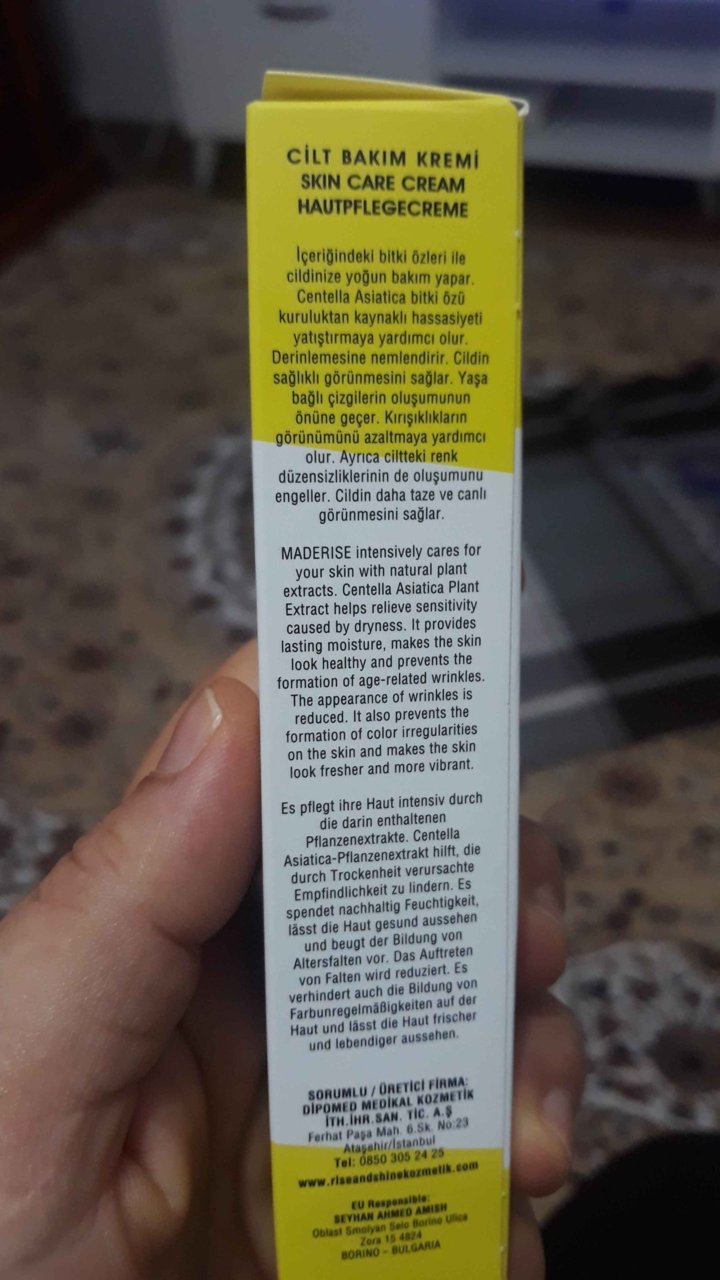 CİLT BAKIM KREMİ
SKIN CARE CREAM
HAUTPFLEGECREME
İçeriğindeki bitki özleri ile
cildinize yoğun bakım yapar.
Centella Asiatica bitki özü
kuruluktan kaynaklı hassasiyeti
yatıştırmaya yardımcı olur.
Derinlemesine nemlendirir. Cildin
sağlıklı görünmesini sağlar. Yaşa
bağlı çizgilerin oluşumunun
önüne geçer. Kırışıklıkların
görünümünü azaltmaya yardımcı
olur. Ayrıca ciltteki renk
düzensizliklerinin de oluşumunu
engeller. Cildin daha taze ve canlı
görünmesini sağlar.
MADERISE intensively cares for
your skin with natural plant
extracts. Centella Asiatica Plant
Extract helps relieve sensitivity
caused by dryness. It provides
lasting moisture, makes the skin
look healthy and prevents the
formation of age-related wrinkles.
The appearance of wrinkles is
reduced. It also prevents the
formation of color irregularities
on the skin and makes the skin
look fresher and more vibrant.
Es pflegt ihre Haut intensiv durch
die darin enthaltenen
Pflanzenextrakte. Centella
Asiatica-Pflanzenextrakt hilft, die
durch Trockenheit verursachte
Empfindlichkeit zu lindern. Es
spendet nachhaltig Feuchtigkeit,
lässt die Haut gesund aussehen
und beugt der Bildung von
Altersfalten vor. Das Auftreten
von Falten wird reduziert. Es
verhindert auch die Bildung von
Farbunregelmäßigkeiten auf der
Haut und lässt die Haut frischer
und lebendiger aussehen.
SORUMLU / ÜRETİCİ FİRMA:
DİPOMED MEDİKAL KOZMETİK
İTH.İHR.SAN. TİC. A.Ş
Ferhat Paşa Mah. 6.Sk. No:23
Ataşehir/İstanbul
Tel: 0850 305 24 25
www.riseandshinekozmetik.com
EU Responsible:
SEYHAN AHMED AMISH
Oblast Smolyan Selo Borino Ulica
Zora 15 4824
BORINO - BULGARIA